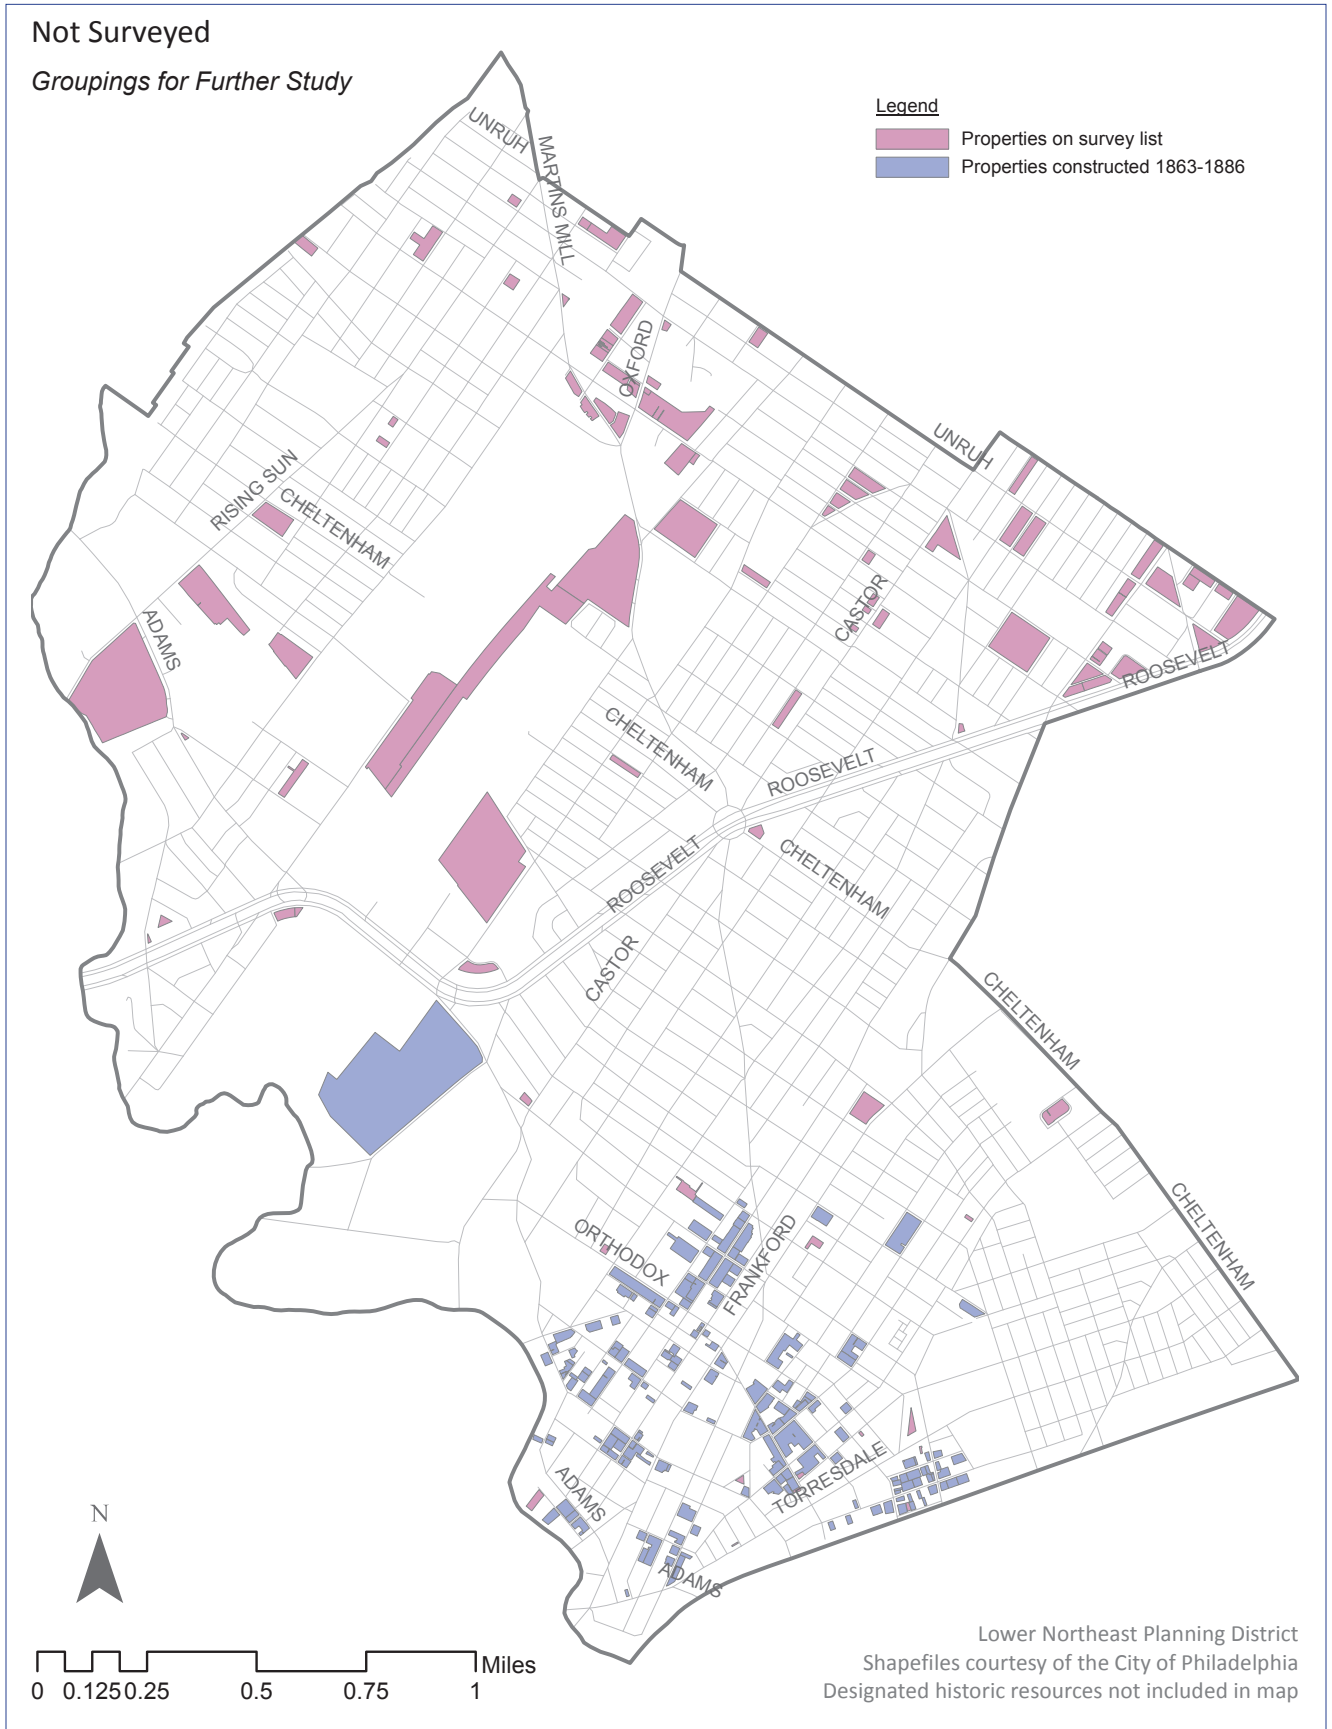 Not Surveyed
Groupings for Further Study
Legend
Properties on survey list
Properties constructed 1863-1886
UNRUH
MARTINS MILL
OXFORD
UNRUH
RISING SUN
CHELTENHAM
ADAMS
CASTOR
ROOSEVELT
CHELTENHAM
ROOSEVELT
ROOSEVELT
CHELTENHAM
CASTOR
CHELTENHAM
CHELTENHAM
ORTHODOX
FRANKFORD
TORRESDALE
ADAMS
ADAMS
N
Miles
0 0.125 0.25 0.5 0.75 1
Lower Northeast Planning District
Shapefiles courtesy of the City of Philadelphia
Designated historic resources not included in map